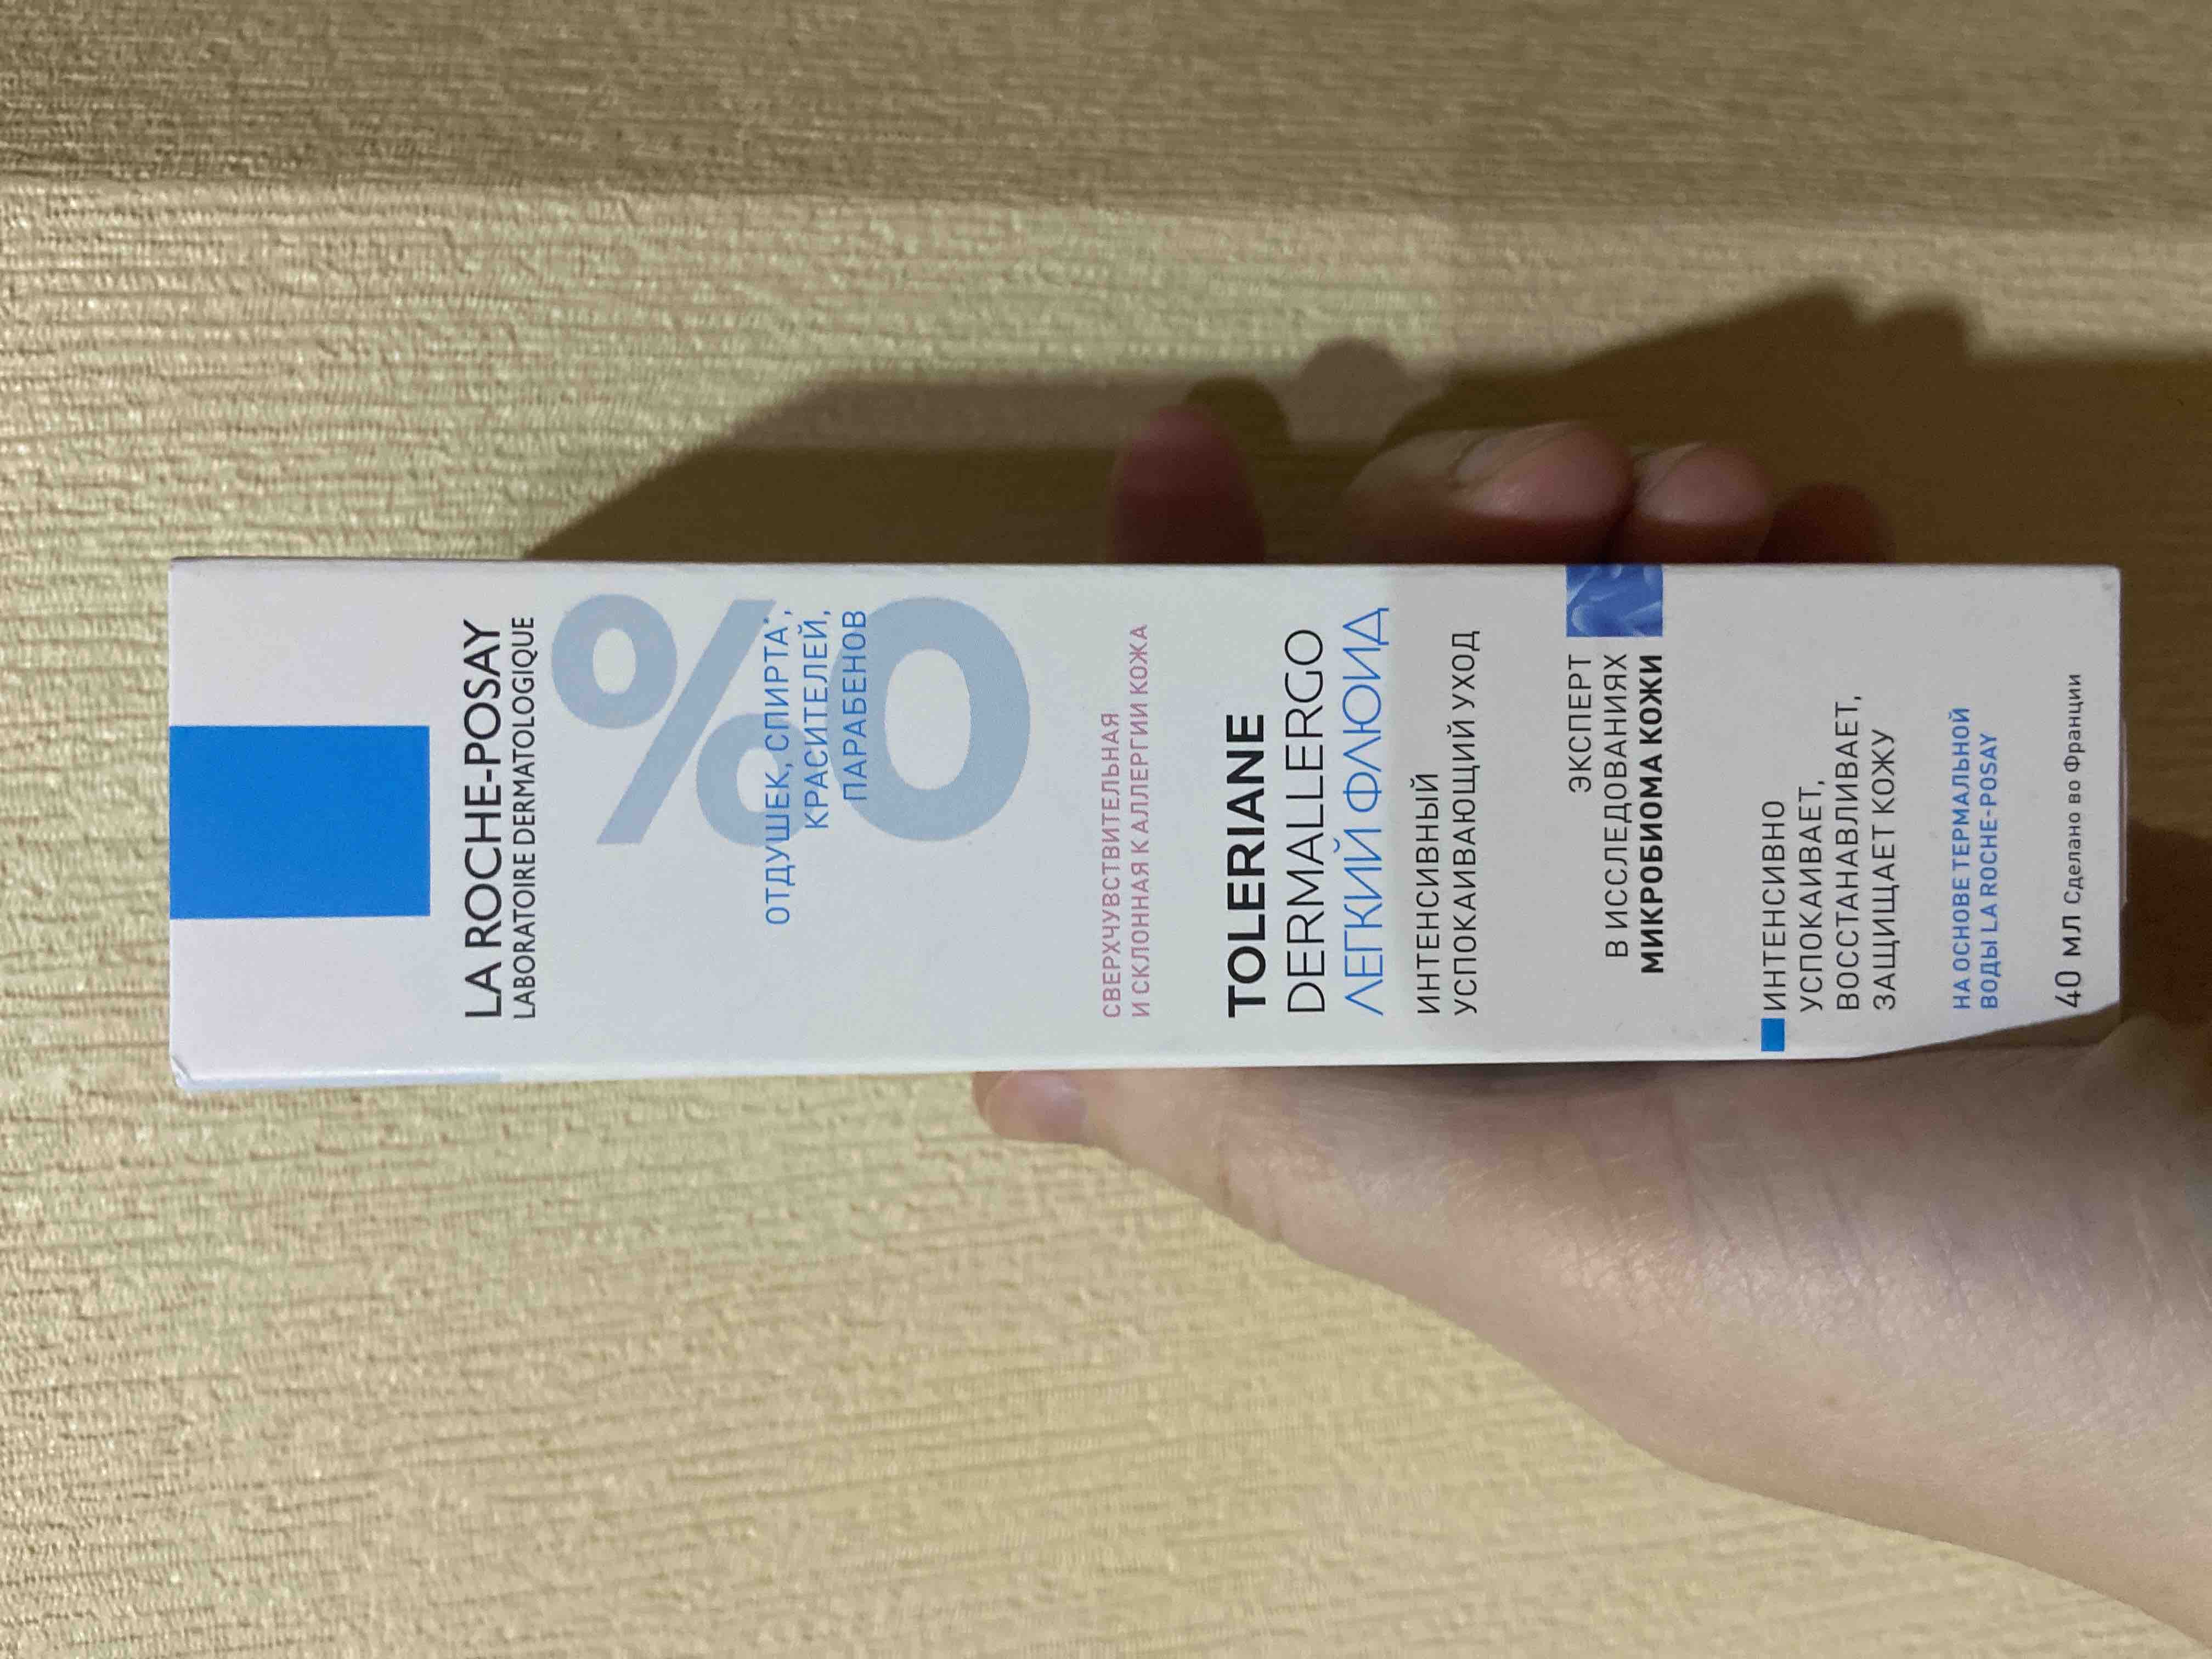 LA ROCHE-POSAY
LABORATOIRE DERMATOLOGIQUE
0%
ОТДУШЕК, СПИРТА*,
КРАСИТЕЛЕЙ,
ПАРАБЕНОВ
СВЕРХЧУВСТВИТЕЛЬНАЯ
И СКЛОННАЯ К АЛЛЕРГИИ КОЖА
TOLERIANE
DERMALLERGO
ЛЕГКИЙ ФЛЮИД
ИНТЕНСИВНЫЙ
УСПОКАИВАЮЩИЙ УХОД
ЭКСПЕРТ
В ИССЛЕДОВАНИЯХ
МИКРОБИОМА КОЖИ
ИНТЕНСИВНО
УСПОКАИВАЕТ,
ВОССТАНАВЛИВАЕТ,
ЗАЩИЩАЕТ КОЖУ
НА ОСНОВЕ ТЕРМАЛЬНОЙ
ВОДЫ LA ROCHE-POSAY
40 МЛ Сделано во Франции